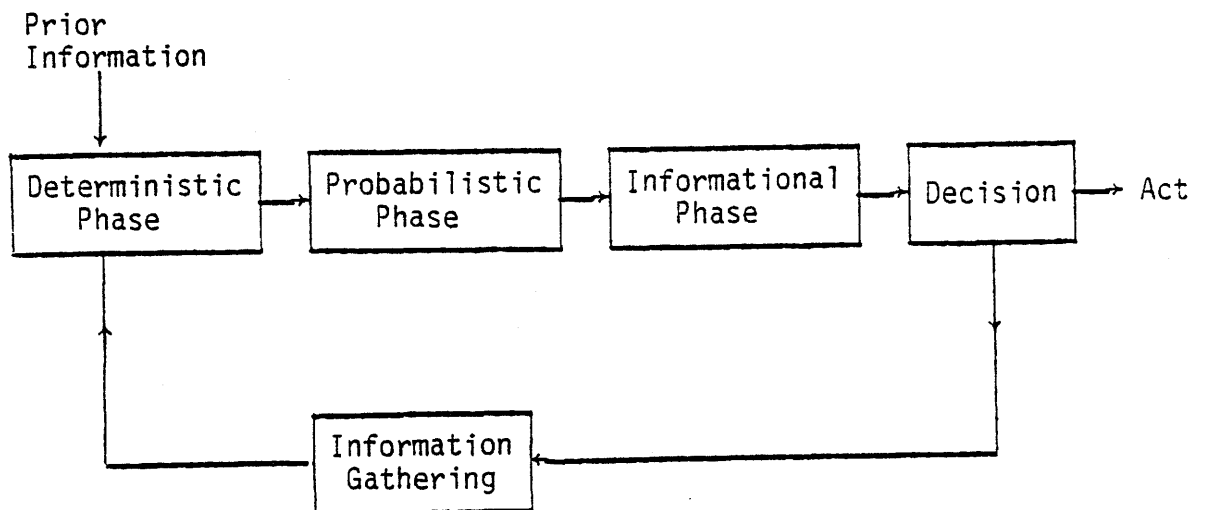 Prior
Information
Deterministic
Phase
Probabilistic
Phase
Informational
Phase
Decision
Act
Information
Gathering